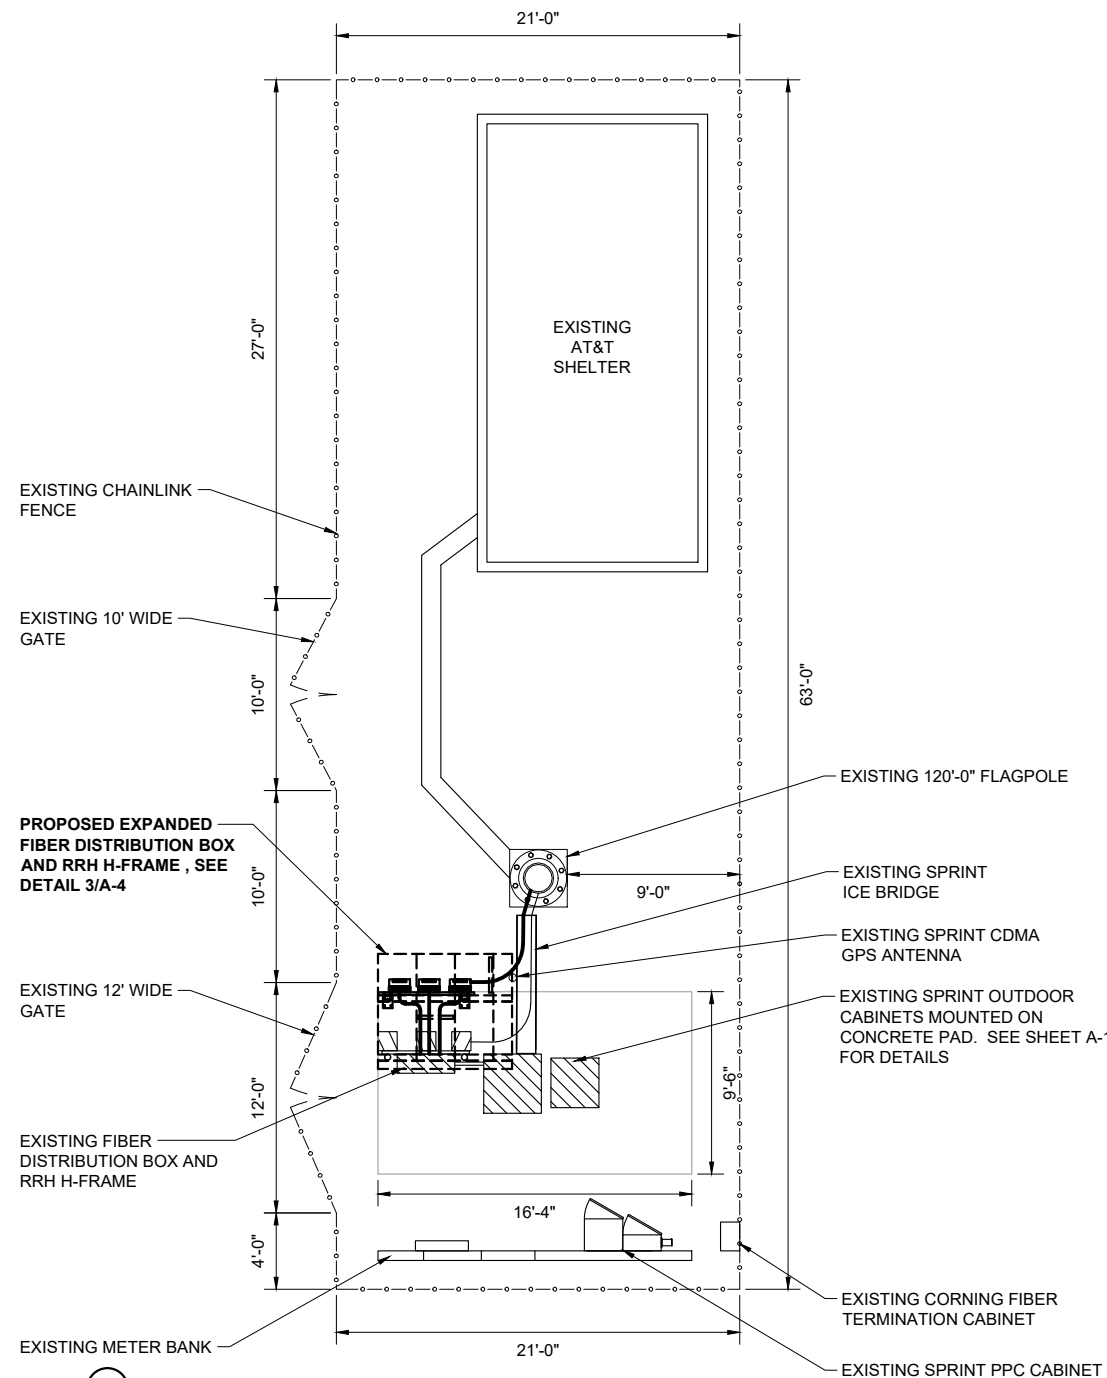 21'-0"
EXISTING
AT&T
SHELTER
27'-0"
EXISTING CHAINLINK
FENCE
EXISTING 10' WIDE
GATE
10'-0"
63'-0"
EXISTING 120'-0" FLAGPOLE
PROPOSED EXPANDED
FIBER DISTRIBUTION BOX
AND RRH H-FRAME , SEE
DETAIL 3/A-4
10'-0"
9'-0"
EXISTING SPRINT
ICE BRIDGE
EXISTING SPRINT CDMA
GPS ANTENNA
EXISTING 12' WIDE
GATE
EXISTING SPRINT OUTDOOR
CABINETS MOUNTED ON
CONCRETE PAD. SEE SHEET A-1
FOR DETAILS
12'-0"
9'-6"
EXISTING FIBER
DISTRIBUTION BOX AND
RRH H-FRAME
16'-4"
4'-0"
EXISTING CORNING FIBER
TERMINATION CABINET
EXISTING METER BANK
21'-0"
EXISTING SPRINT PPC CABINET